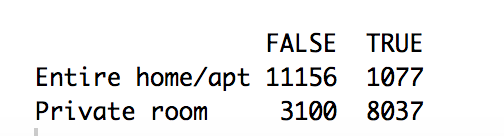 FALSE TRUE
Entire home/apt 11156 1077
Private room 3100 8037